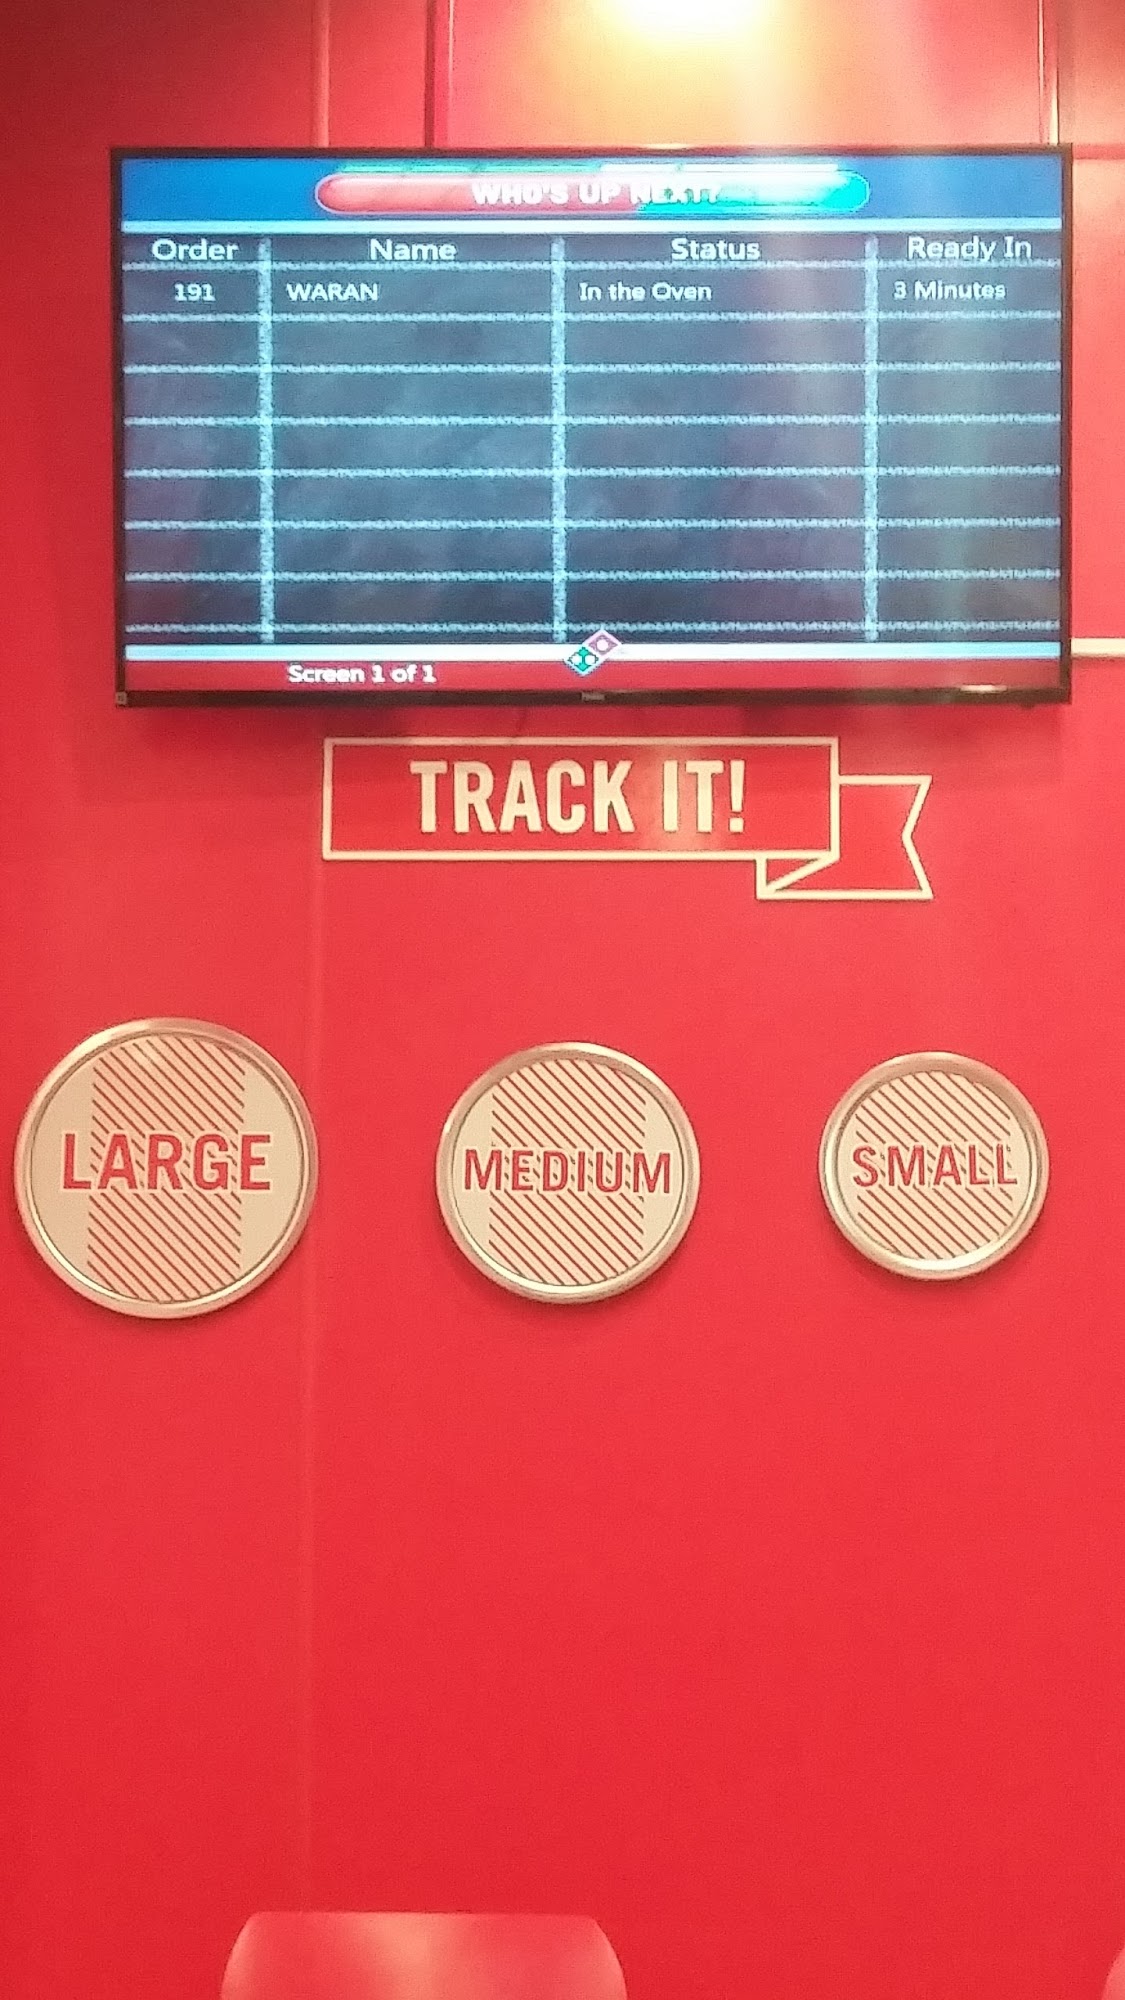 WHO'S UP NEXT?
Order Name Status Ready In
191 WARAN In the Oven 3 Minutes
Screen 1 of 1
TRACK IT!
LARGE MEDIUM SMALL